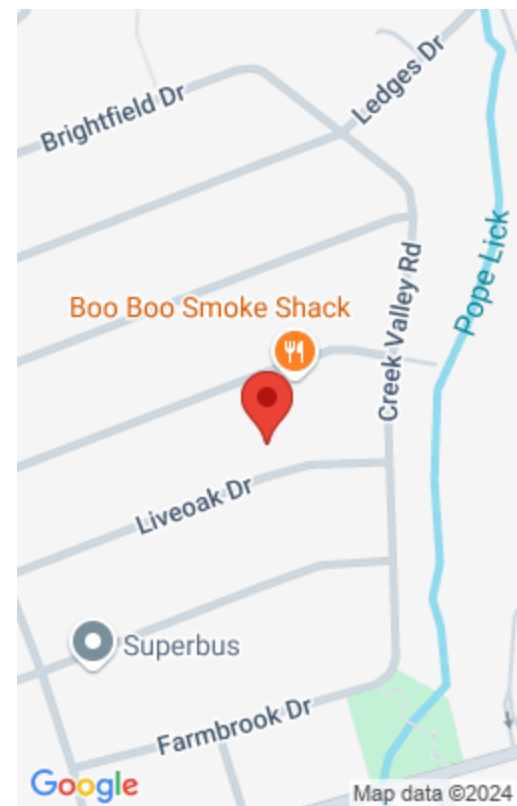 Ledges Dr
Brightfield Dr
Pope Lick
Creek Valley Rd
Boo Boo Smoke Shack
Liveoak Dr
Superbus
Farmbrook Dr
Google
Map data ©2024